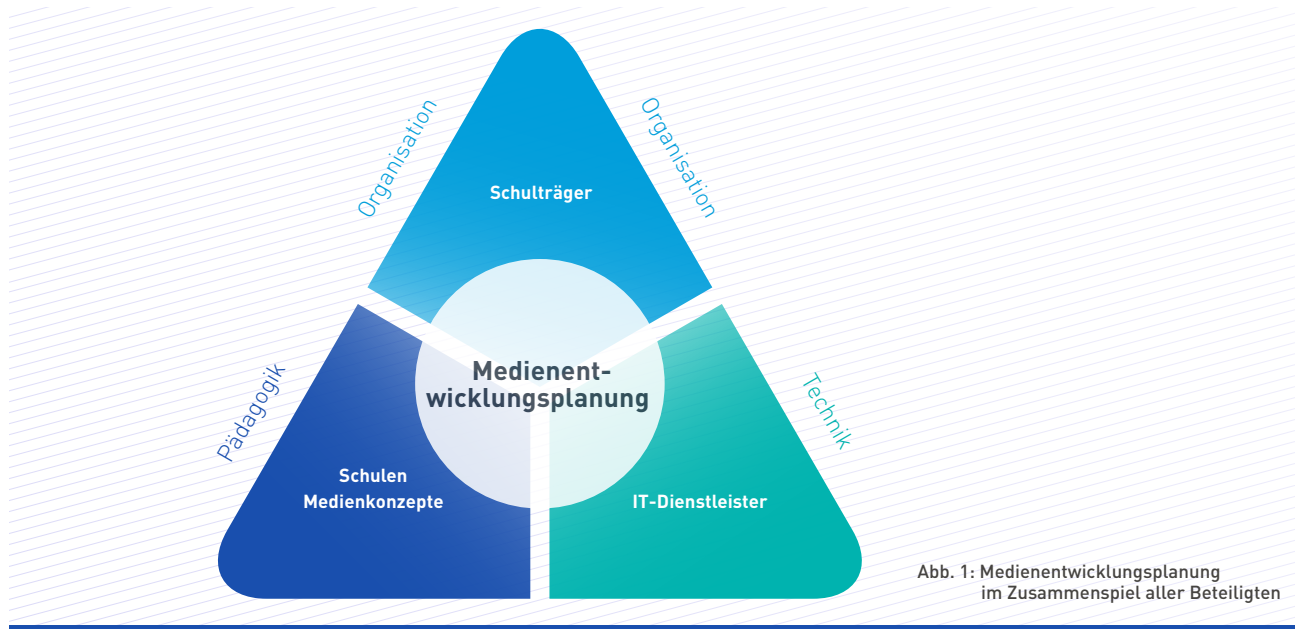 Organisation
Organisation
Schulträger
Medienent-
wicklungsplanung
Pädagogik
Technik
Schulen
Medienkonzepte
IT-Dienstleister
Abb. 1: Medienentwicklungsplanung
im Zusammenspiel aller Beteiligten